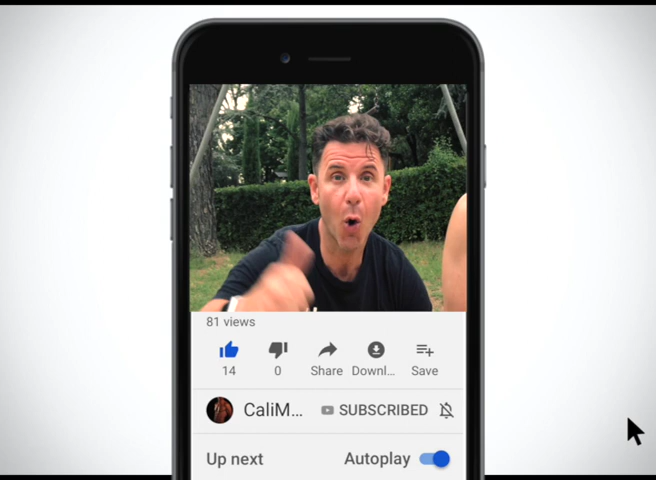 81 views
14
0
Share
Downl...
Save
CaliM...
SUBSCRIBED
Up next
Autoplay